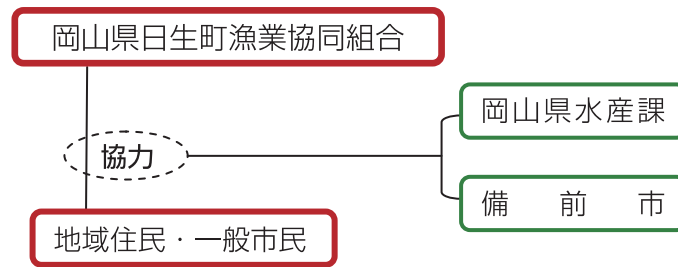 岡山県日生町漁業協同組合
岡山県水産課
協力
備前市
地域住民・一般市民